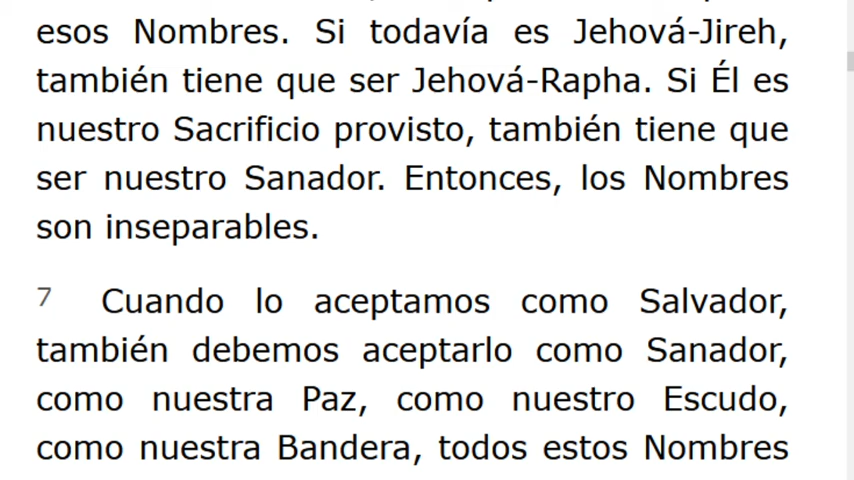 esos Nombres. Si todavía es Jehová-Jireh,
también tiene que ser Jehová-Rapha. Si Él es
nuestro Sacrificio provisto, también tiene que
ser nuestro Sanador. Entonces, los Nombres
son inseparables.
7 Cuando lo aceptamos como Salvador,
también debemos aceptarlo como Sanador,
como nuestra Paz, como nuestro Escudo,
como nuestra Bandera, todos estos Nombres